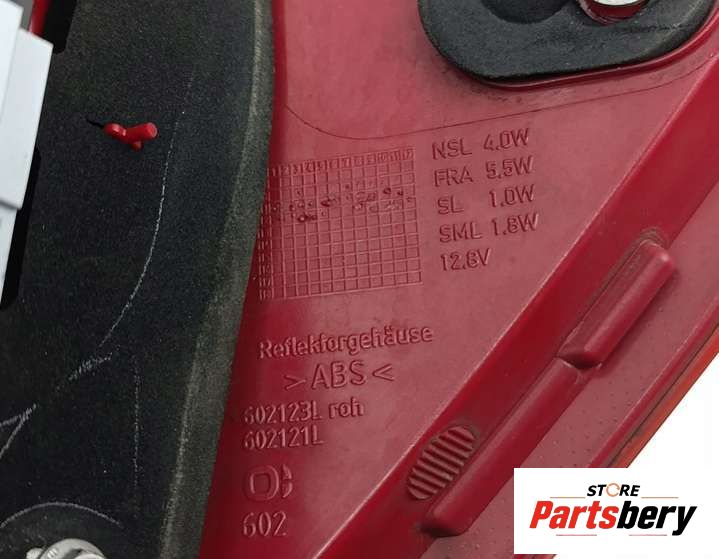 NSL 4.0W
FRA 5.5W
SL 1.0W
SML 1.8W
12.8V
Reflektorgehäuse
>ABS<
602123L roh
602121L
602
STORE
Partsbery